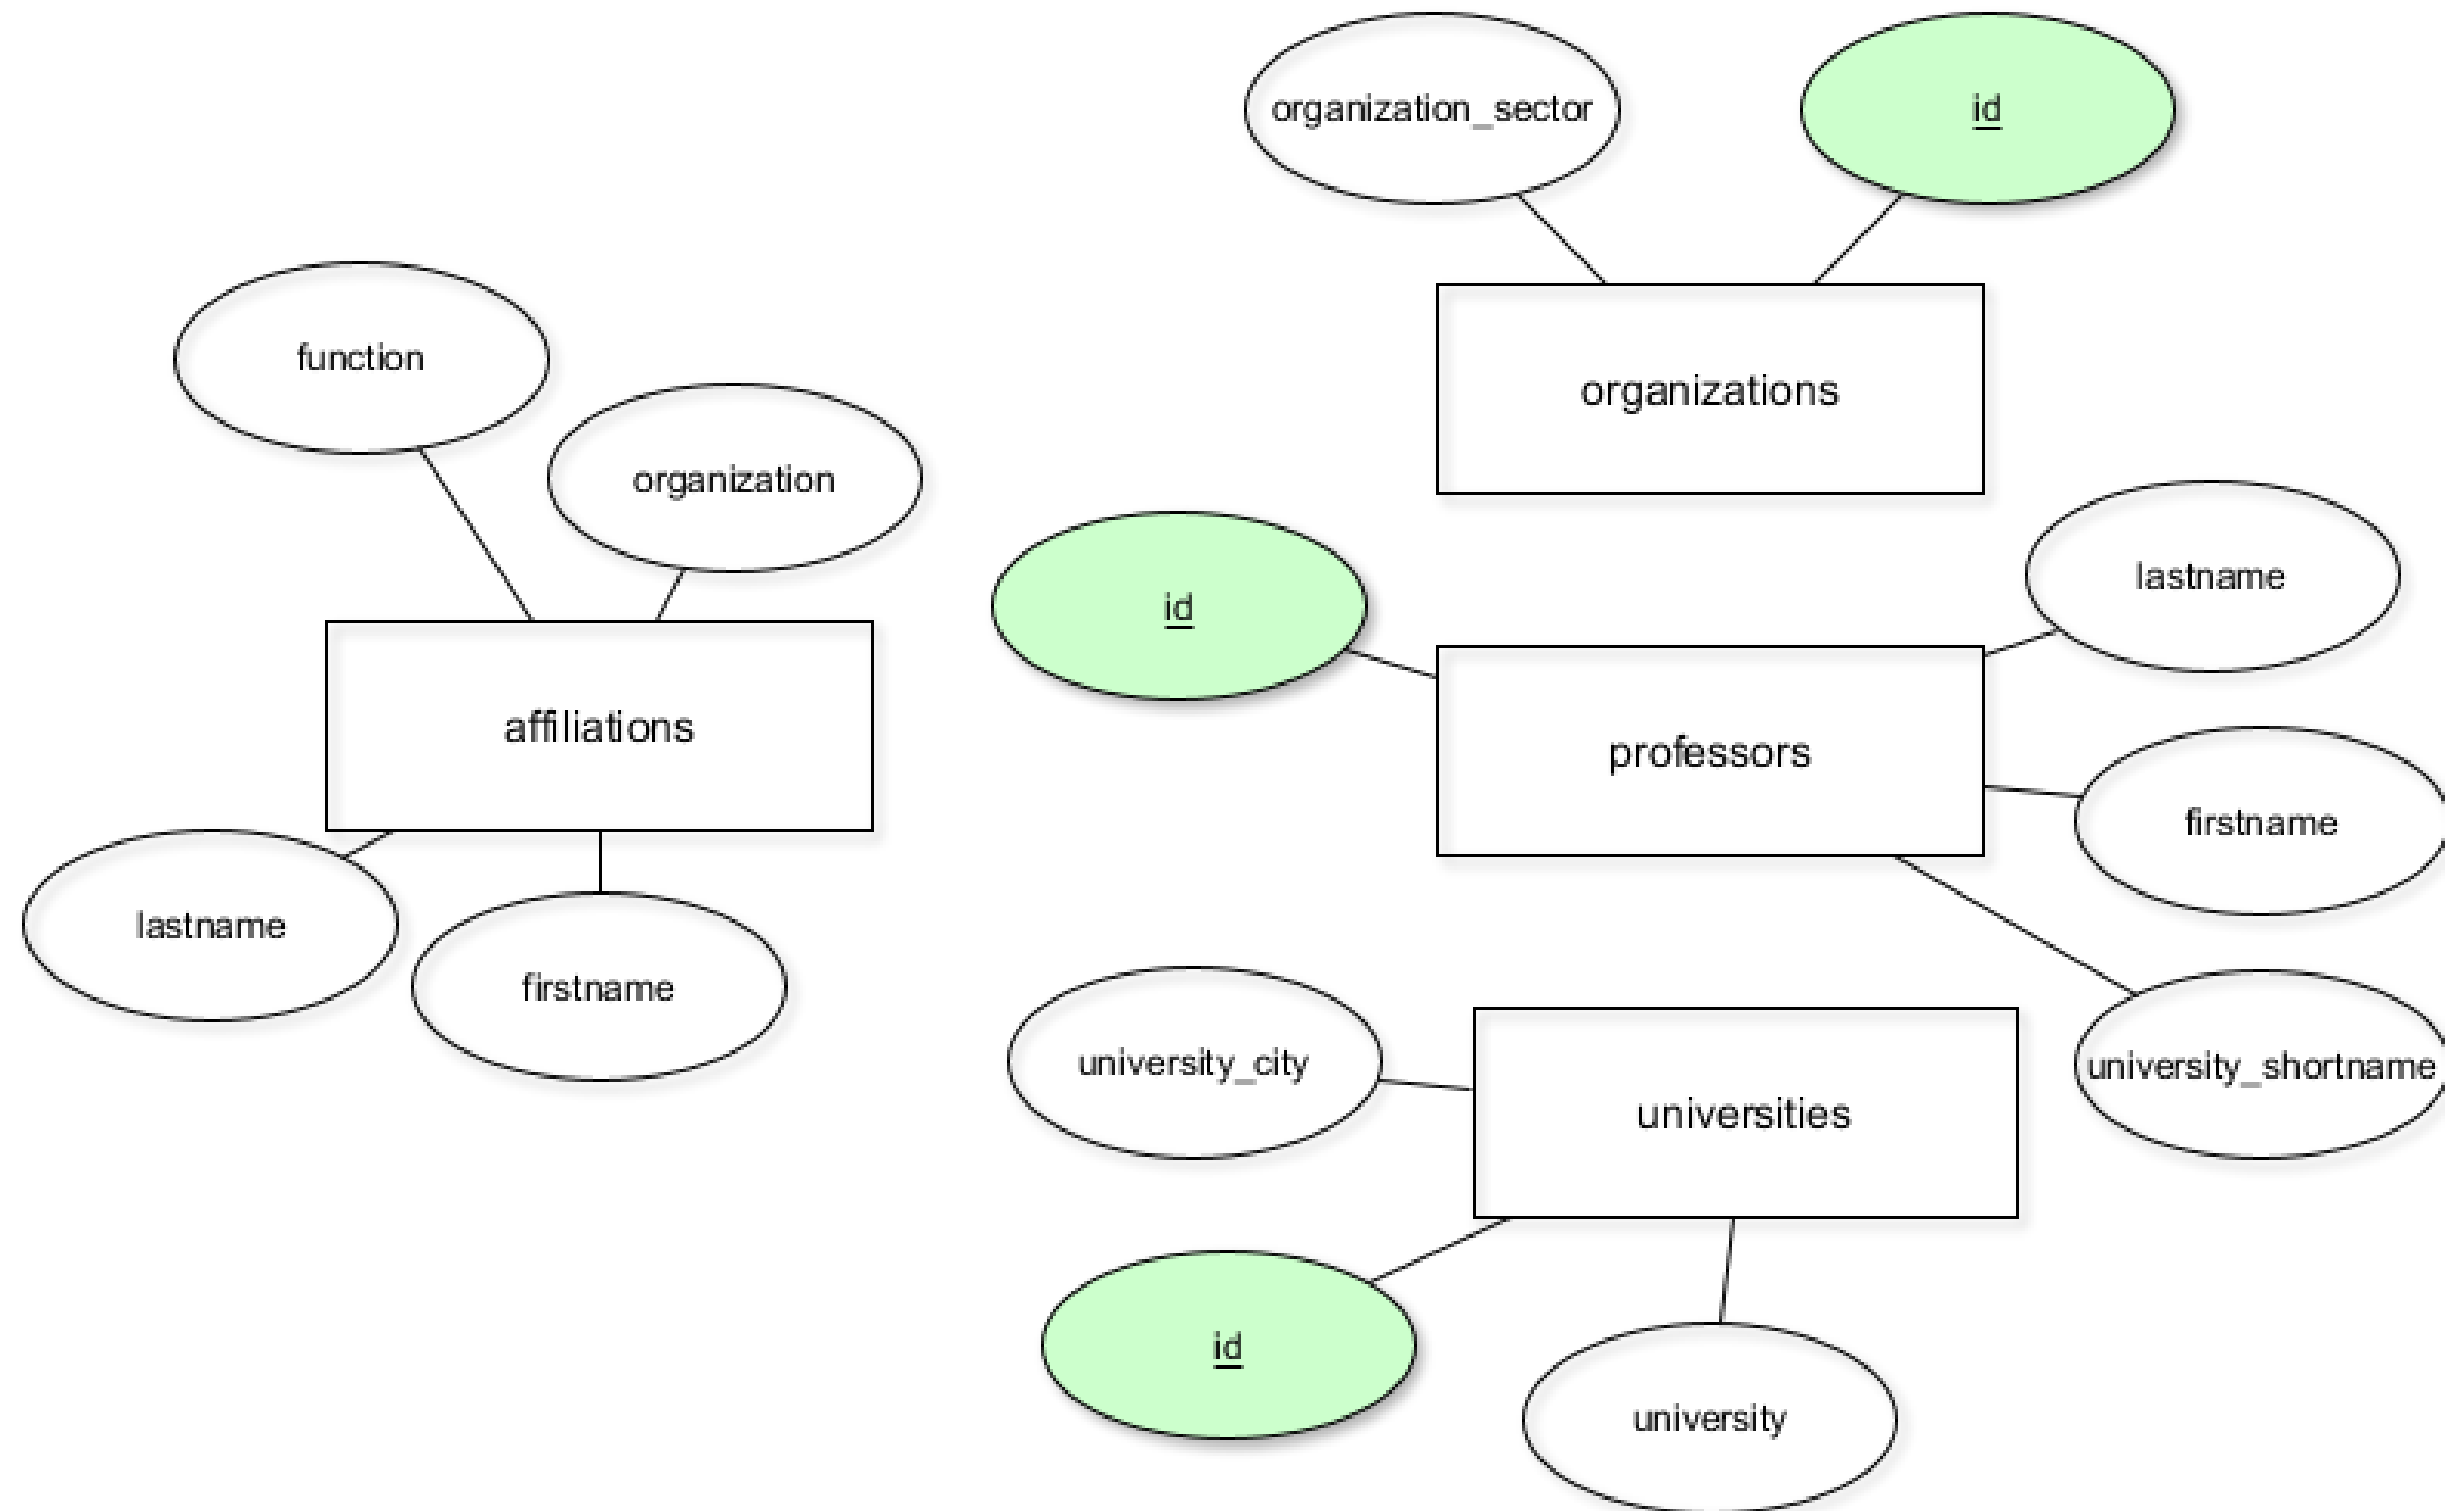 organization_sector
id
organizations
function
organization
affiliations
lastname
firstname
id
professors
lastname
firstname
university_shortname
university_city
universities
id
university